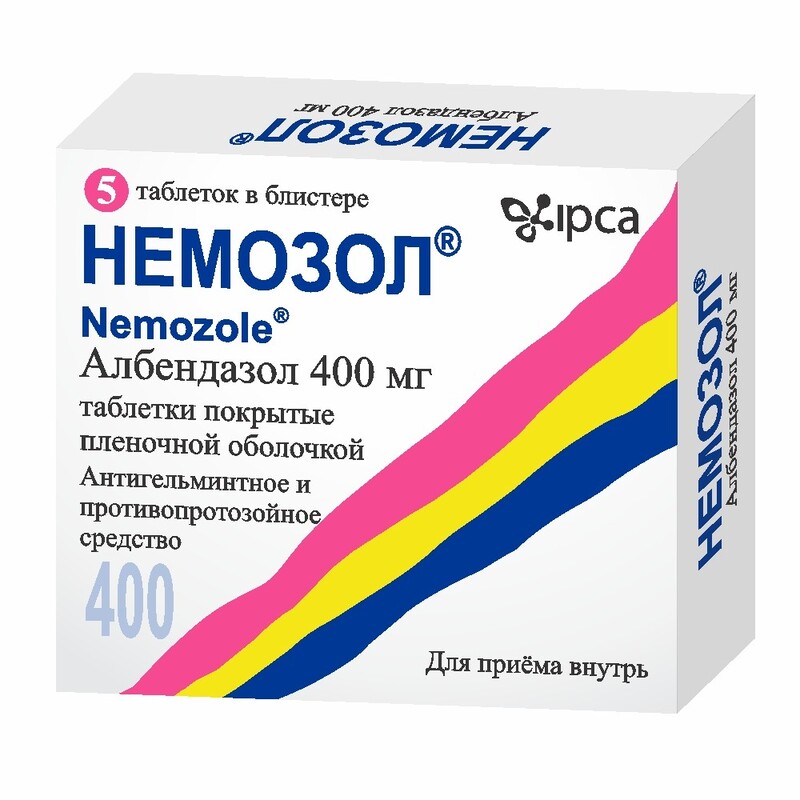 НЕМОЗОЛ®
Албендазол 400 мг
5 таблеток в блистере
ipca
НЕМОЗОЛ®
Nemozole®
Албендазол 400 мг
таблетки покрытые
пленочной оболочкой
Антигельминтное и
противопротозойное
средство
400
Для приёма внутрь
НЕМОЗОЛ®
Албендазол 400 мг